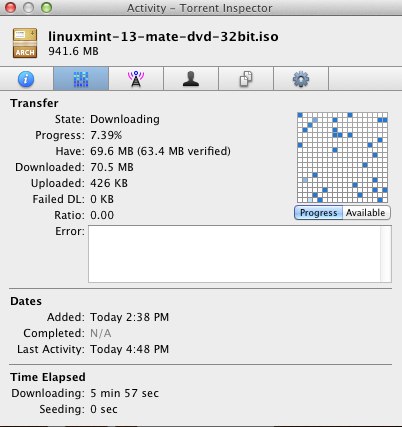 Activity – Torrent Inspector
linuxmint-13-mate-dvd-32bit.iso
941.6 MB
ARCH
Transfer
State: Downloading
Progress: 7.39%
Have: 69.6 MB (63.4 MB verified)
Downloaded: 70.5 MB
Uploaded: 426 KB
Failed DL: 0 KB
Ratio: 0.00
Progress Available
Error:
Dates
Added: Today 2:38 PM
Completed: N/A
Last Activity: Today 4:48 PM
Time Elapsed
Downloading: 5 min 57 sec
Seeding: 0 sec